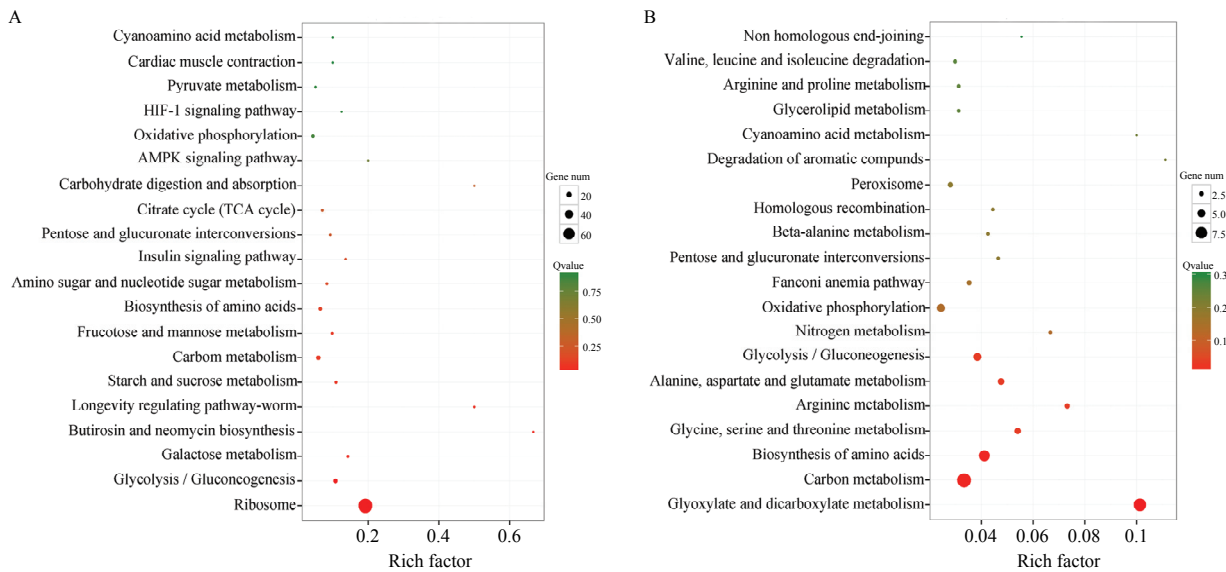 A
Cyanoamino acid metabolism
Cardiac muscle contraction
Pyruvate metabolism
HIF-1 signaling pathway
Oxidative phosphorylation
AMPK signaling pathway
Carbohydrate digestion and absorption
Citrate cycle (TCA cycle)
Pentose and glucuronate interconversions
Insulin signaling pathway
Amino sugar and nucleotide sugar metabolism
Biosynthesis of amino acids
Frucotose and mannose metabolism
Carbom metabolism
Starch and sucrose metabolism
Longevity regulating pathway-worm
Butirosin and neomycin biosynthesis
Galactose metabolism
Glycolysis / Gluconcogenesis
Ribosome
0.2 0.4 0.6
Rich factor
Gene num
20
40
60
Qvalue
0.75
0.50
0.25
B
Non homologous end-joining
Valine, leucine and isoleucine degradation
Arginine and proline metabolism
Glycerolipid metabolism
Cyanoamino acid metabolism
Degradation of aromatic compunds
Peroxisome
Homologous recombination
Beta-alanine metabolism
Pentose and glucuronate interconversions
Fanconi anemia pathway
Oxidative phosphorylation
Nitrogen metabolism
Glycolysis / Gluconeogenesis
Alanine, aspartate and glutamate metabolism
Argininc mctabolism
Glycine, serine and threonine metabolism
Biosynthesis of amino acids
Carbon metabolism
Glyoxylate and dicarboxylate metabolism
0.04 0.06 0.08 0.1
Rich factor
Gene num
2.5
5.0
7.5
Qvalue
0.3
0.2
0.1